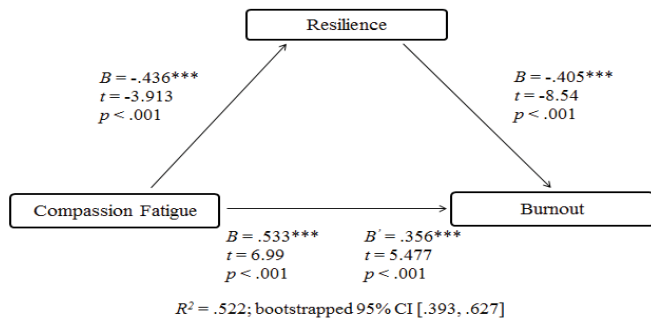 Resilience
B = -.436***
t = -3.913
p < .001
B = -.405***
t = -8.54
p < .001
Compassion Fatigue
Burnout
B = .533***
t = 6.99
p < .001
B′ = .356***
t = 5.477
p < .001
R² = .522; bootstrapped 95% CI [.393, .627]